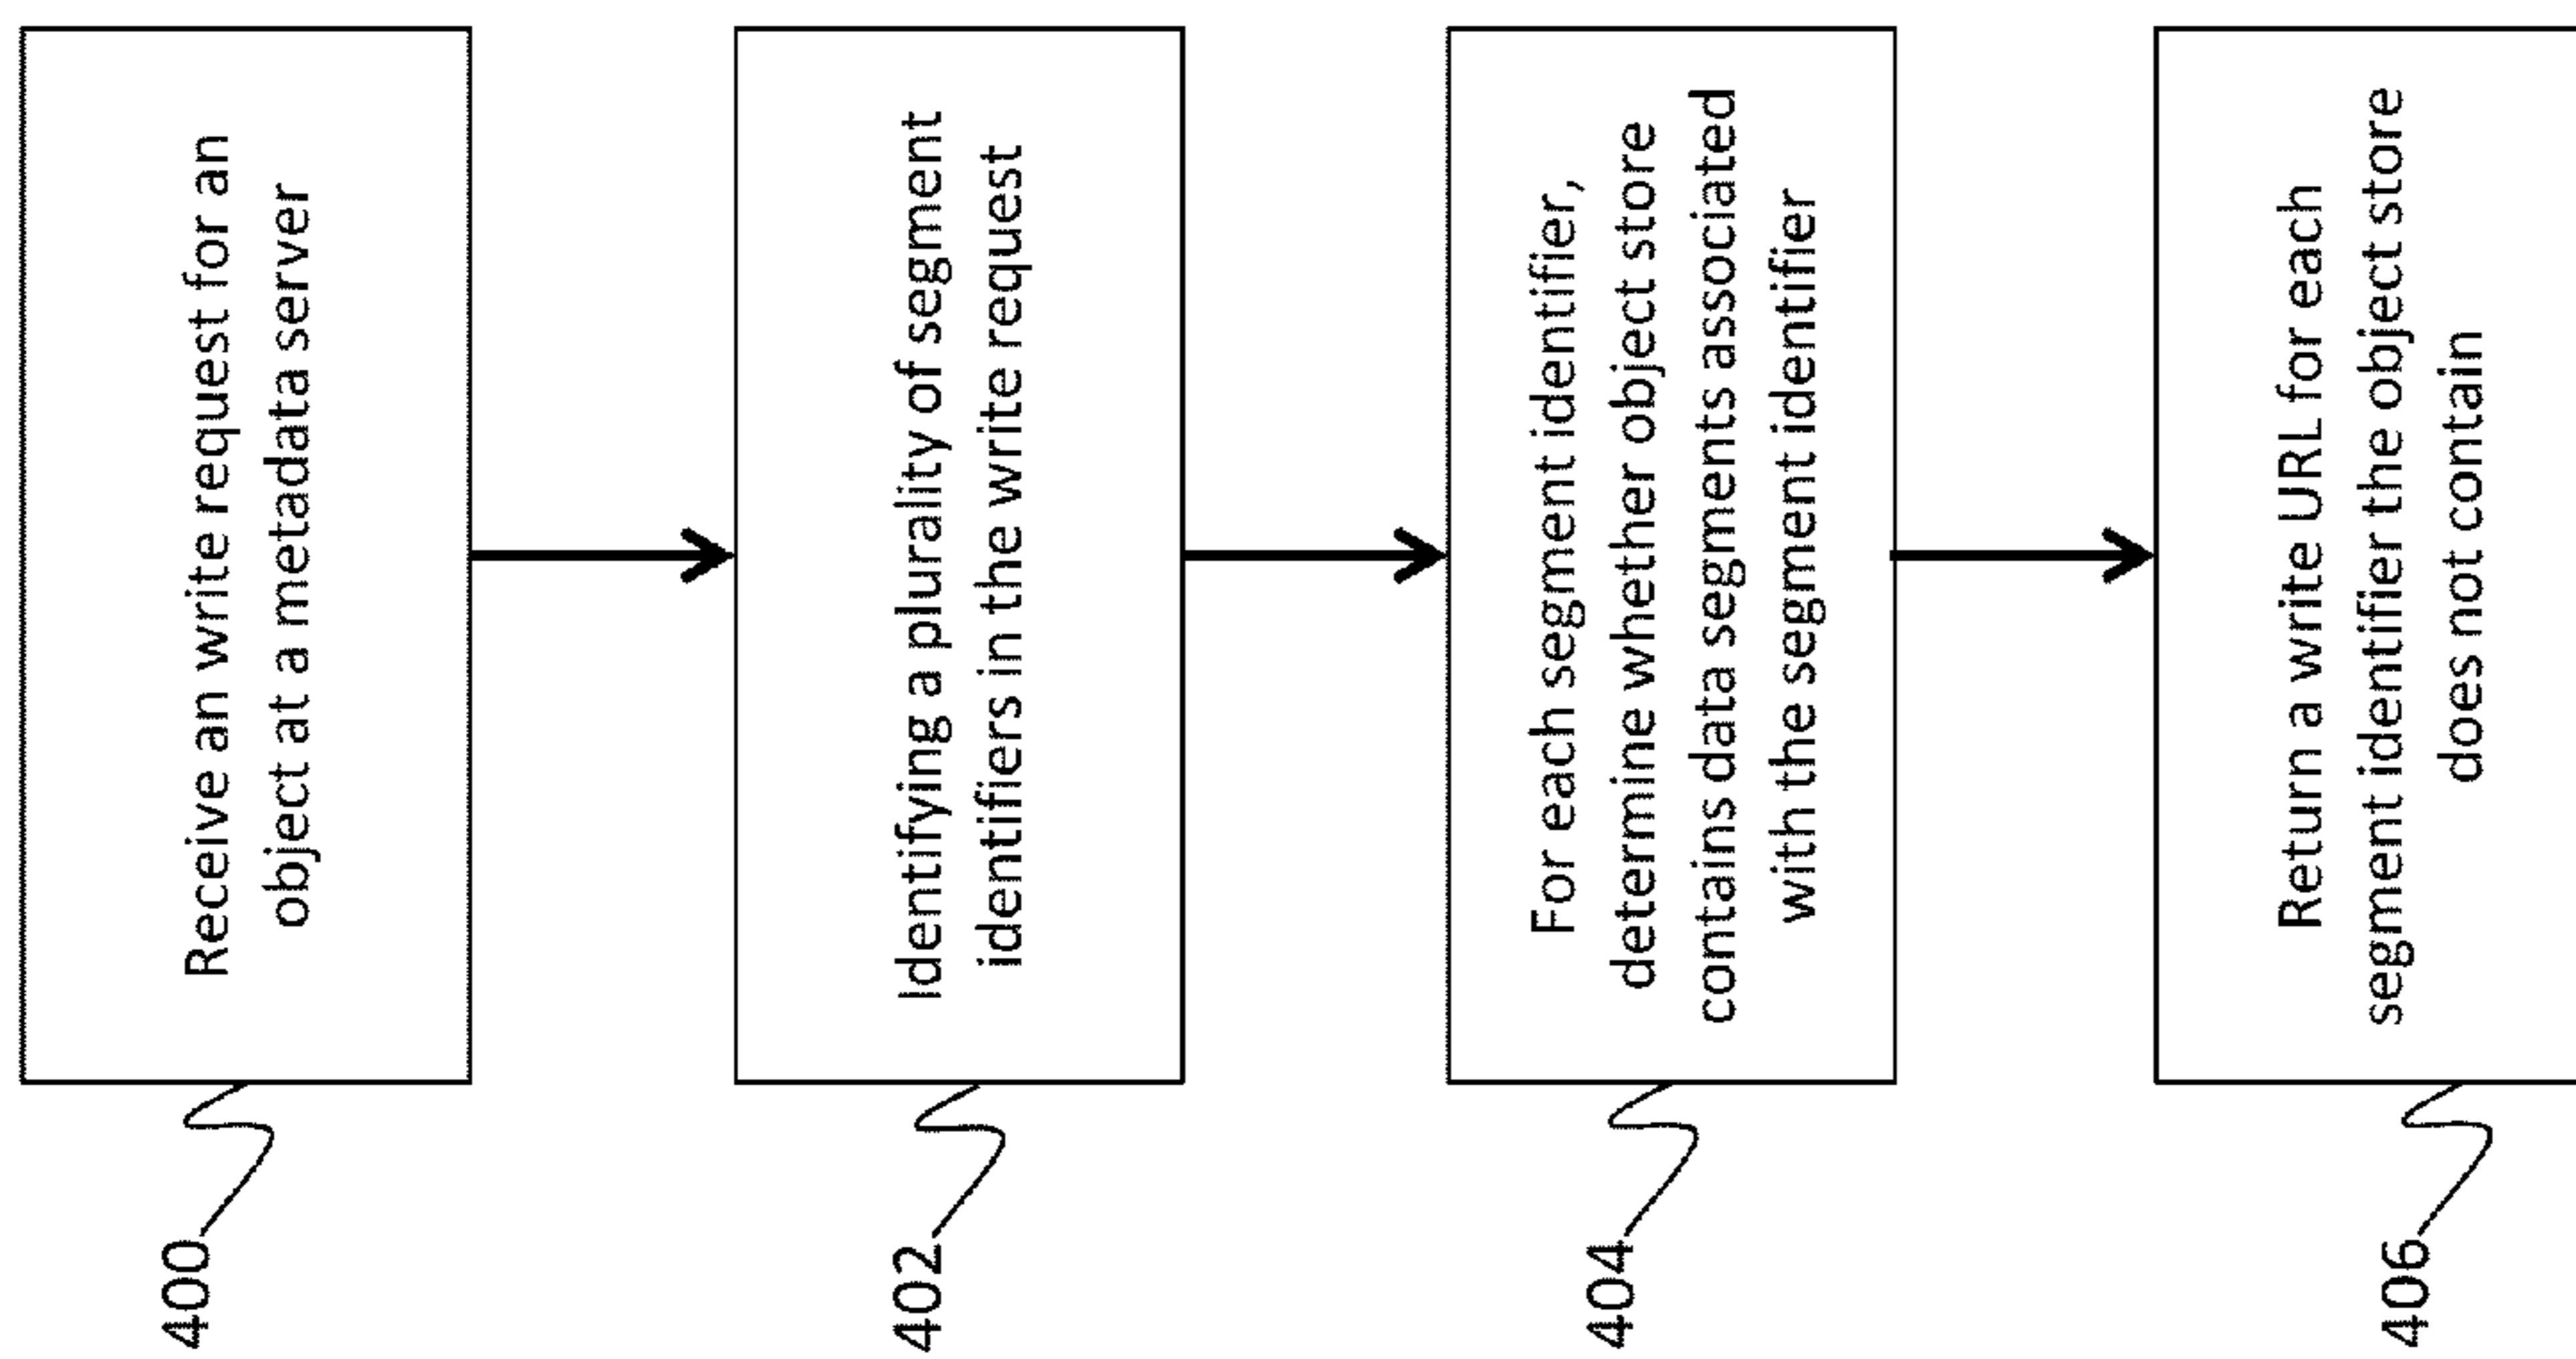 400
Receive an write request for an
object at a metadata server
402
Identifying a plurality of segment
identifiers in the write request
404
For each segment identifier,
determine whether object store
contains data segments associated
with the segment identifier
406
Return a write URL for each
segment identifier the object store
does not contain